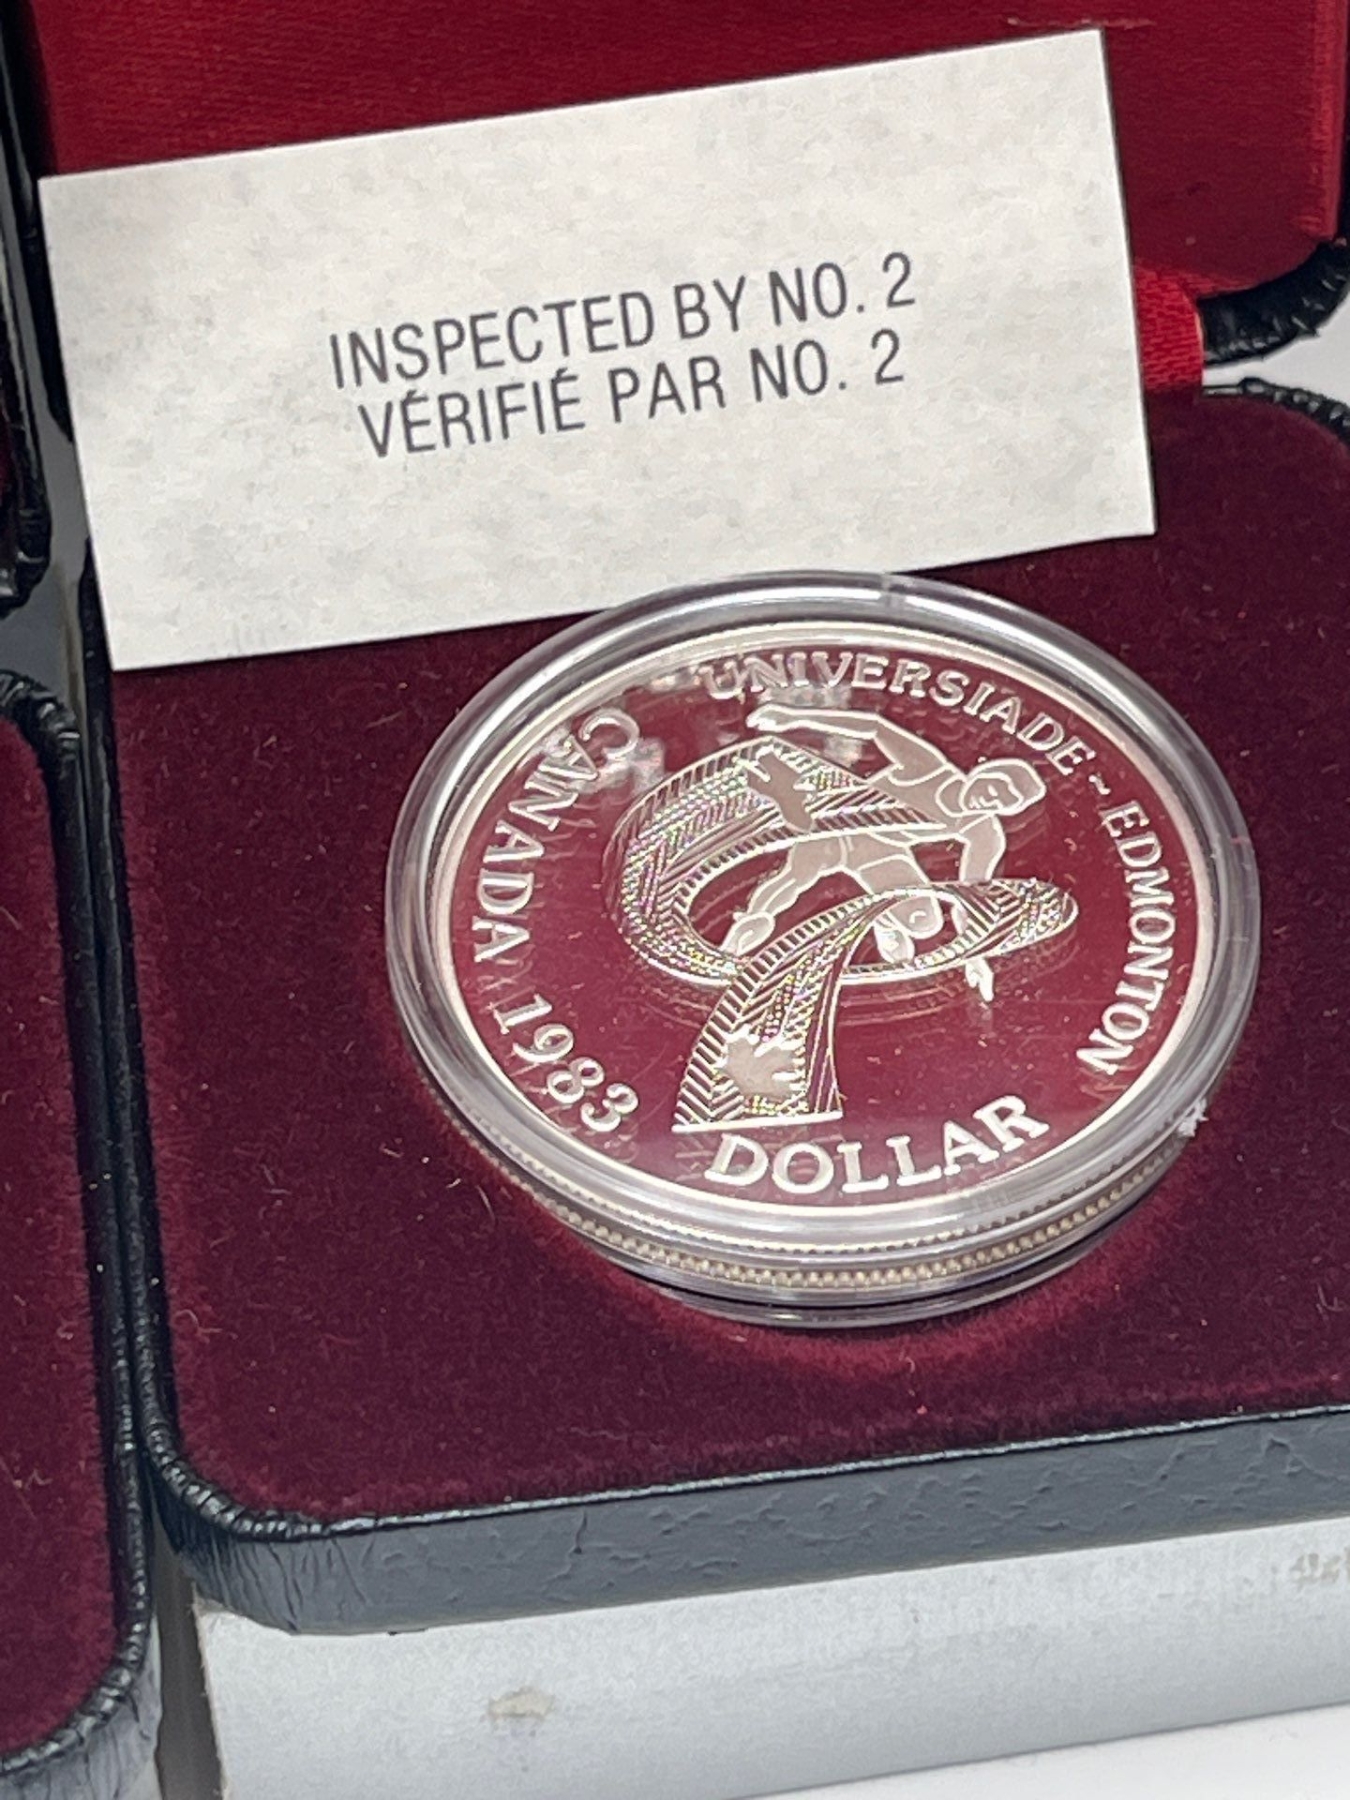 INSPECTED BY NO. 2
VÉRIFIÉ PAR NO. 2
UNIVERSIADE ~ EDMONTON
CANADA 1983
DOLLAR